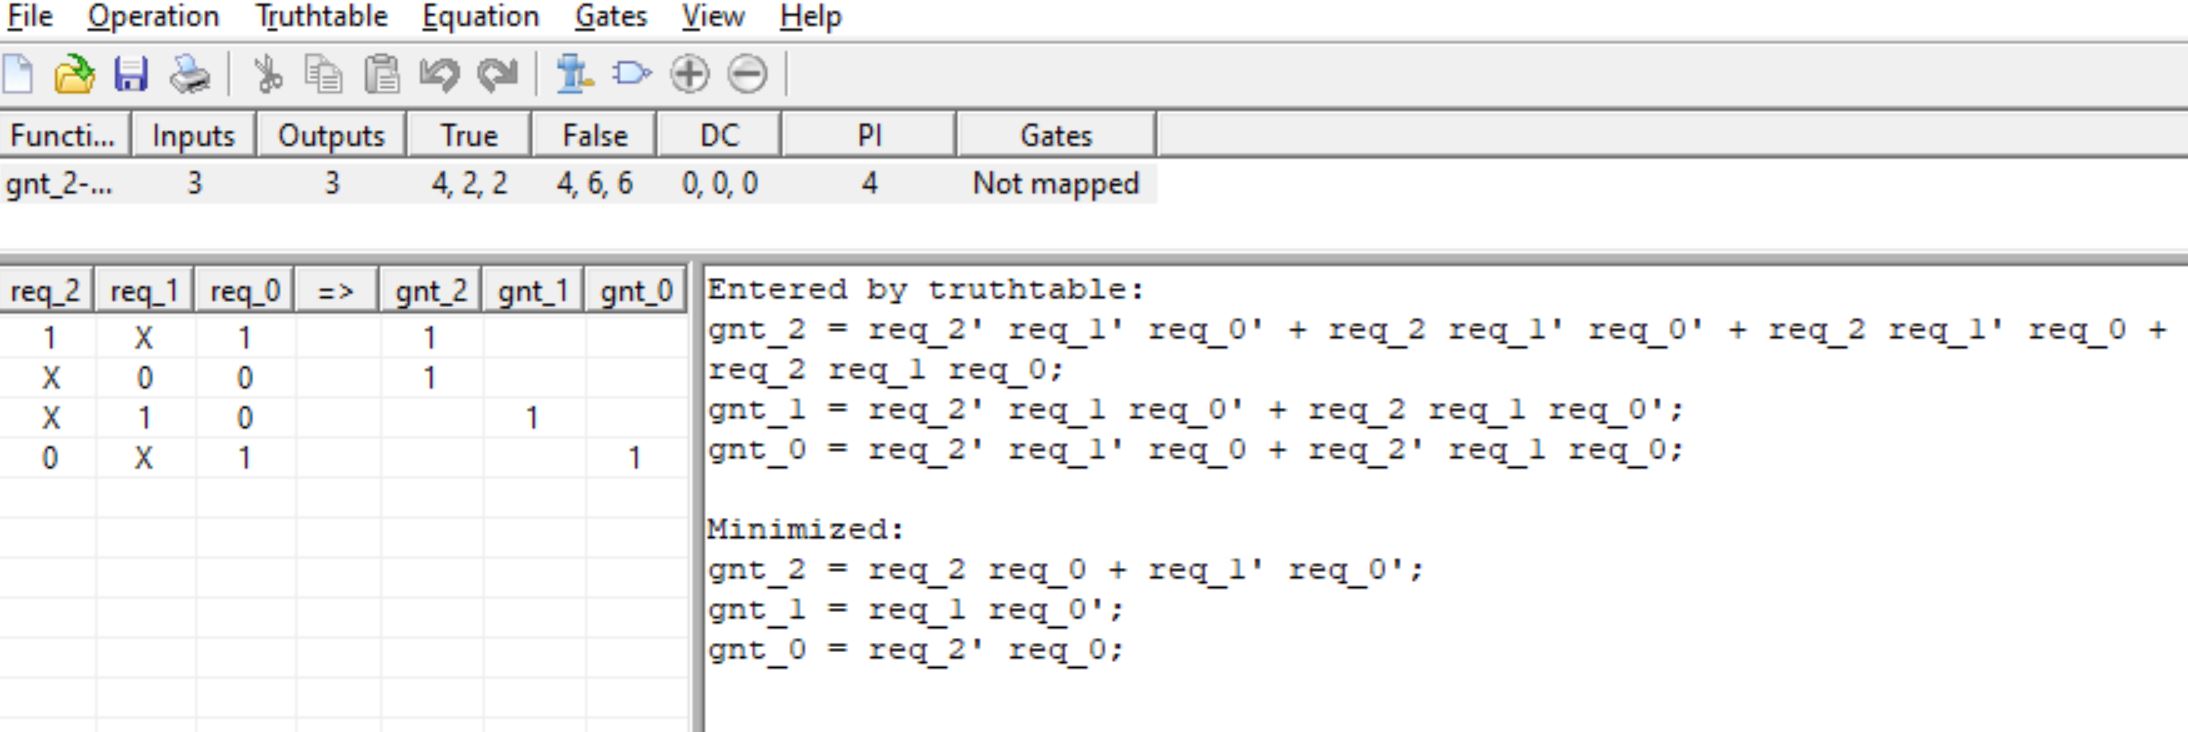 File Operation Truthtable Equation Gates View Help
Functi... Inputs Outputs True False DC PI Gates
gnt_2-... 3 3 4, 2, 2 4, 6, 6 0, 0, 0 4 Not mapped
req_2 req_1 req_0 => gnt_2 gnt_1 gnt_0
1 X 1 1
X 0 0 1
X 1 0 1
0 X 1 1
Entered by truthtable:
gnt_2 = req_2' req_1' req_0' + req_2 req_1' req_0' + req_2 req_1' req_0 +
req_2 req_1 req_0;
gnt_1 = req_2' req_1 req_0' + req_2 req_1 req_0';
gnt_0 = req_2' req_1' req_0 + req_2' req_1 req_0;
Minimized:
gnt_2 = req_2 req_0 + req_1' req_0';
gnt_1 = req_1 req_0';
gnt_0 = req_2' req_0;